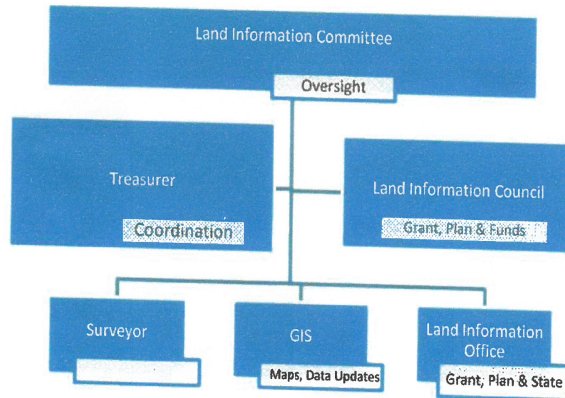 Land Information Committee
Oversight
Treasurer
Coordination
Land Information Council
Grant, Plan & Funds
Surveyor
GIS
Maps, Data Updates
Land Information
Office
Grant, Plan & State